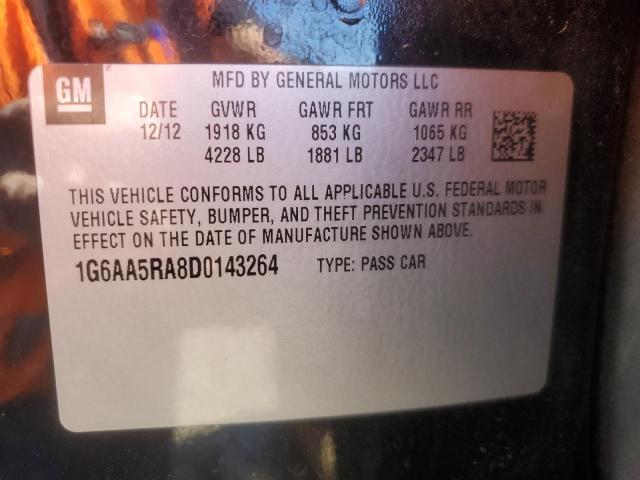 GM
MFD BY GENERAL MOTORS LLC
DATE GVWR GAWR FRT GAWR RR
12/12 1918 KG 853 KG 1065 KG
4228 LB 1881 LB 2347 LB
THIS VEHICLE CONFORMS TO ALL APPLICABLE U.S. FEDERAL MOTOR
VEHICLE SAFETY, BUMPER, AND THEFT PREVENTION STANDARDS IN
EFFECT ON THE DATE OF MANUFACTURE SHOWN ABOVE.
1G6AA5RA8D0143264 TYPE: PASS CAR